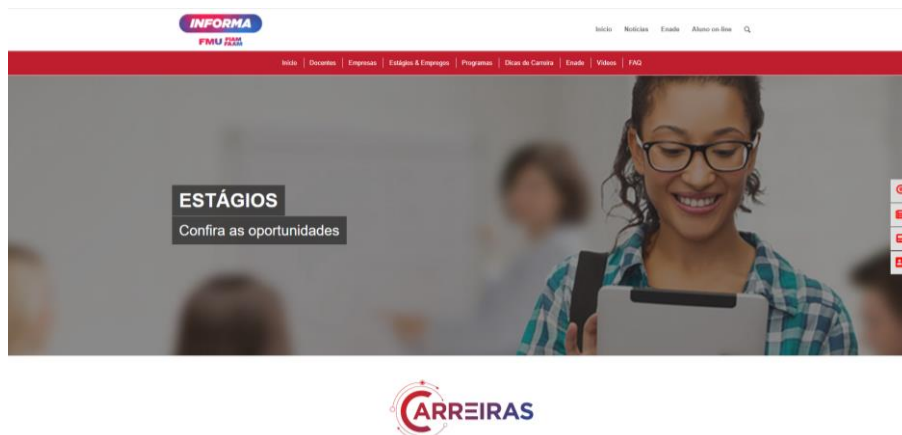 INFORMA
FMU FIAM FAAM
Início Notícias Enade Aluno on-line
Início | Docentes | Empresas | Estágios & Empregos | Programas | Dicas de Carreira | Enade | Vídeos | FAQ
ESTÁGIOS
Confira as oportunidades
CARREIRAS